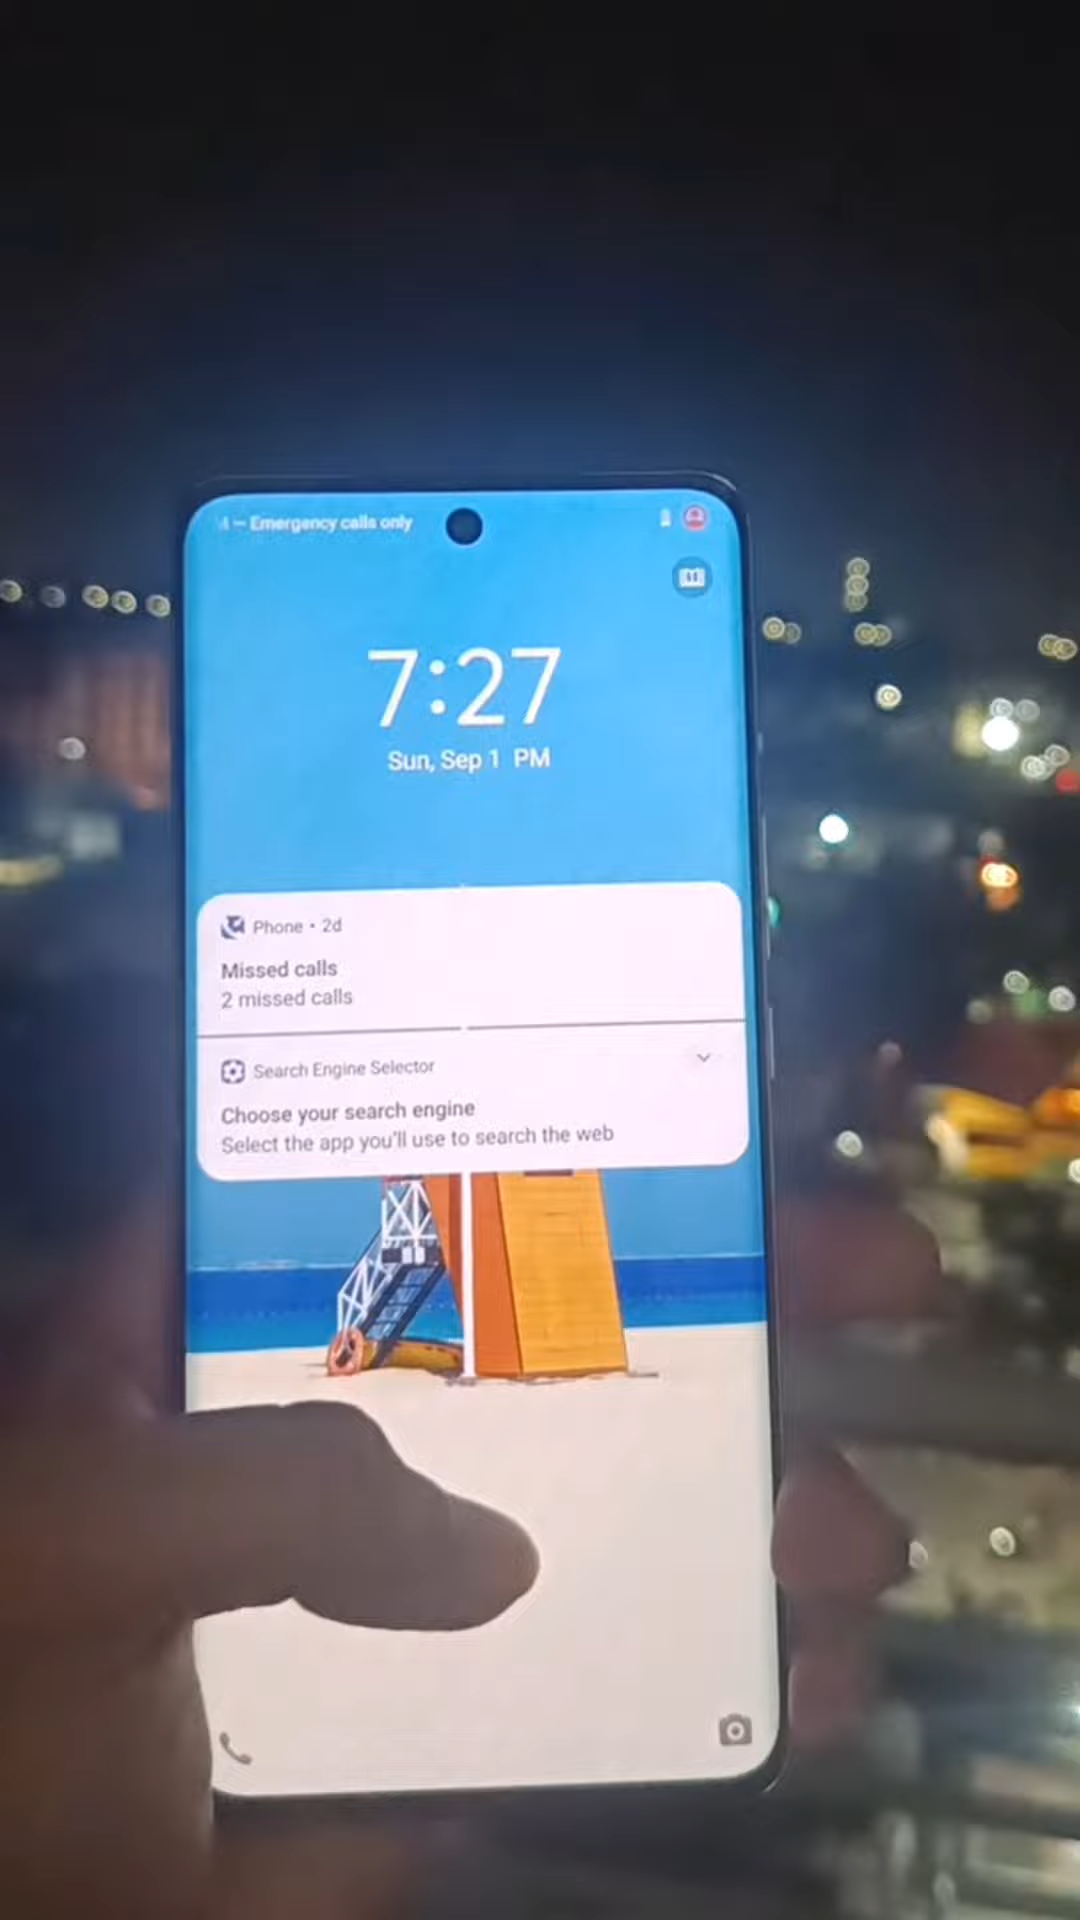 Emergency calls only
7:27
Sun, Sep 1 PM
Phone • 2d
Missed calls
2 missed calls
Search Engine Selector
Choose your search engine
Select the app you'll use to search the web